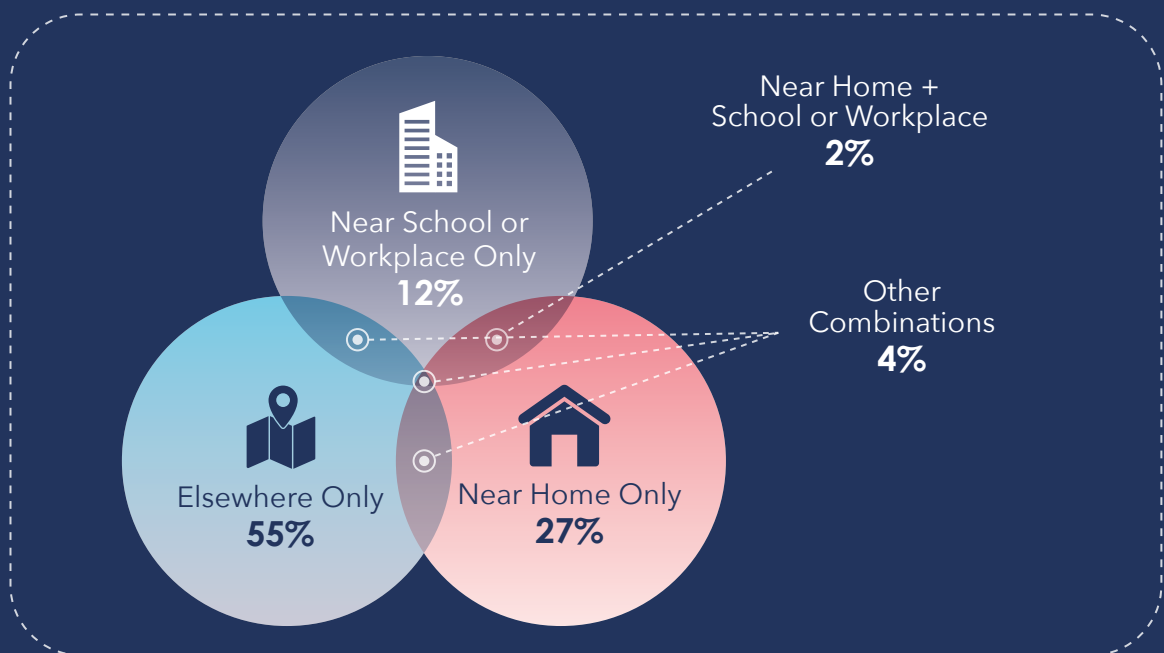 Near Home +
School or Workplace
2%
Near School or
Workplace Only
12%
Other
Combinations
4%
Elsewhere Only
55%
Near Home Only
27%